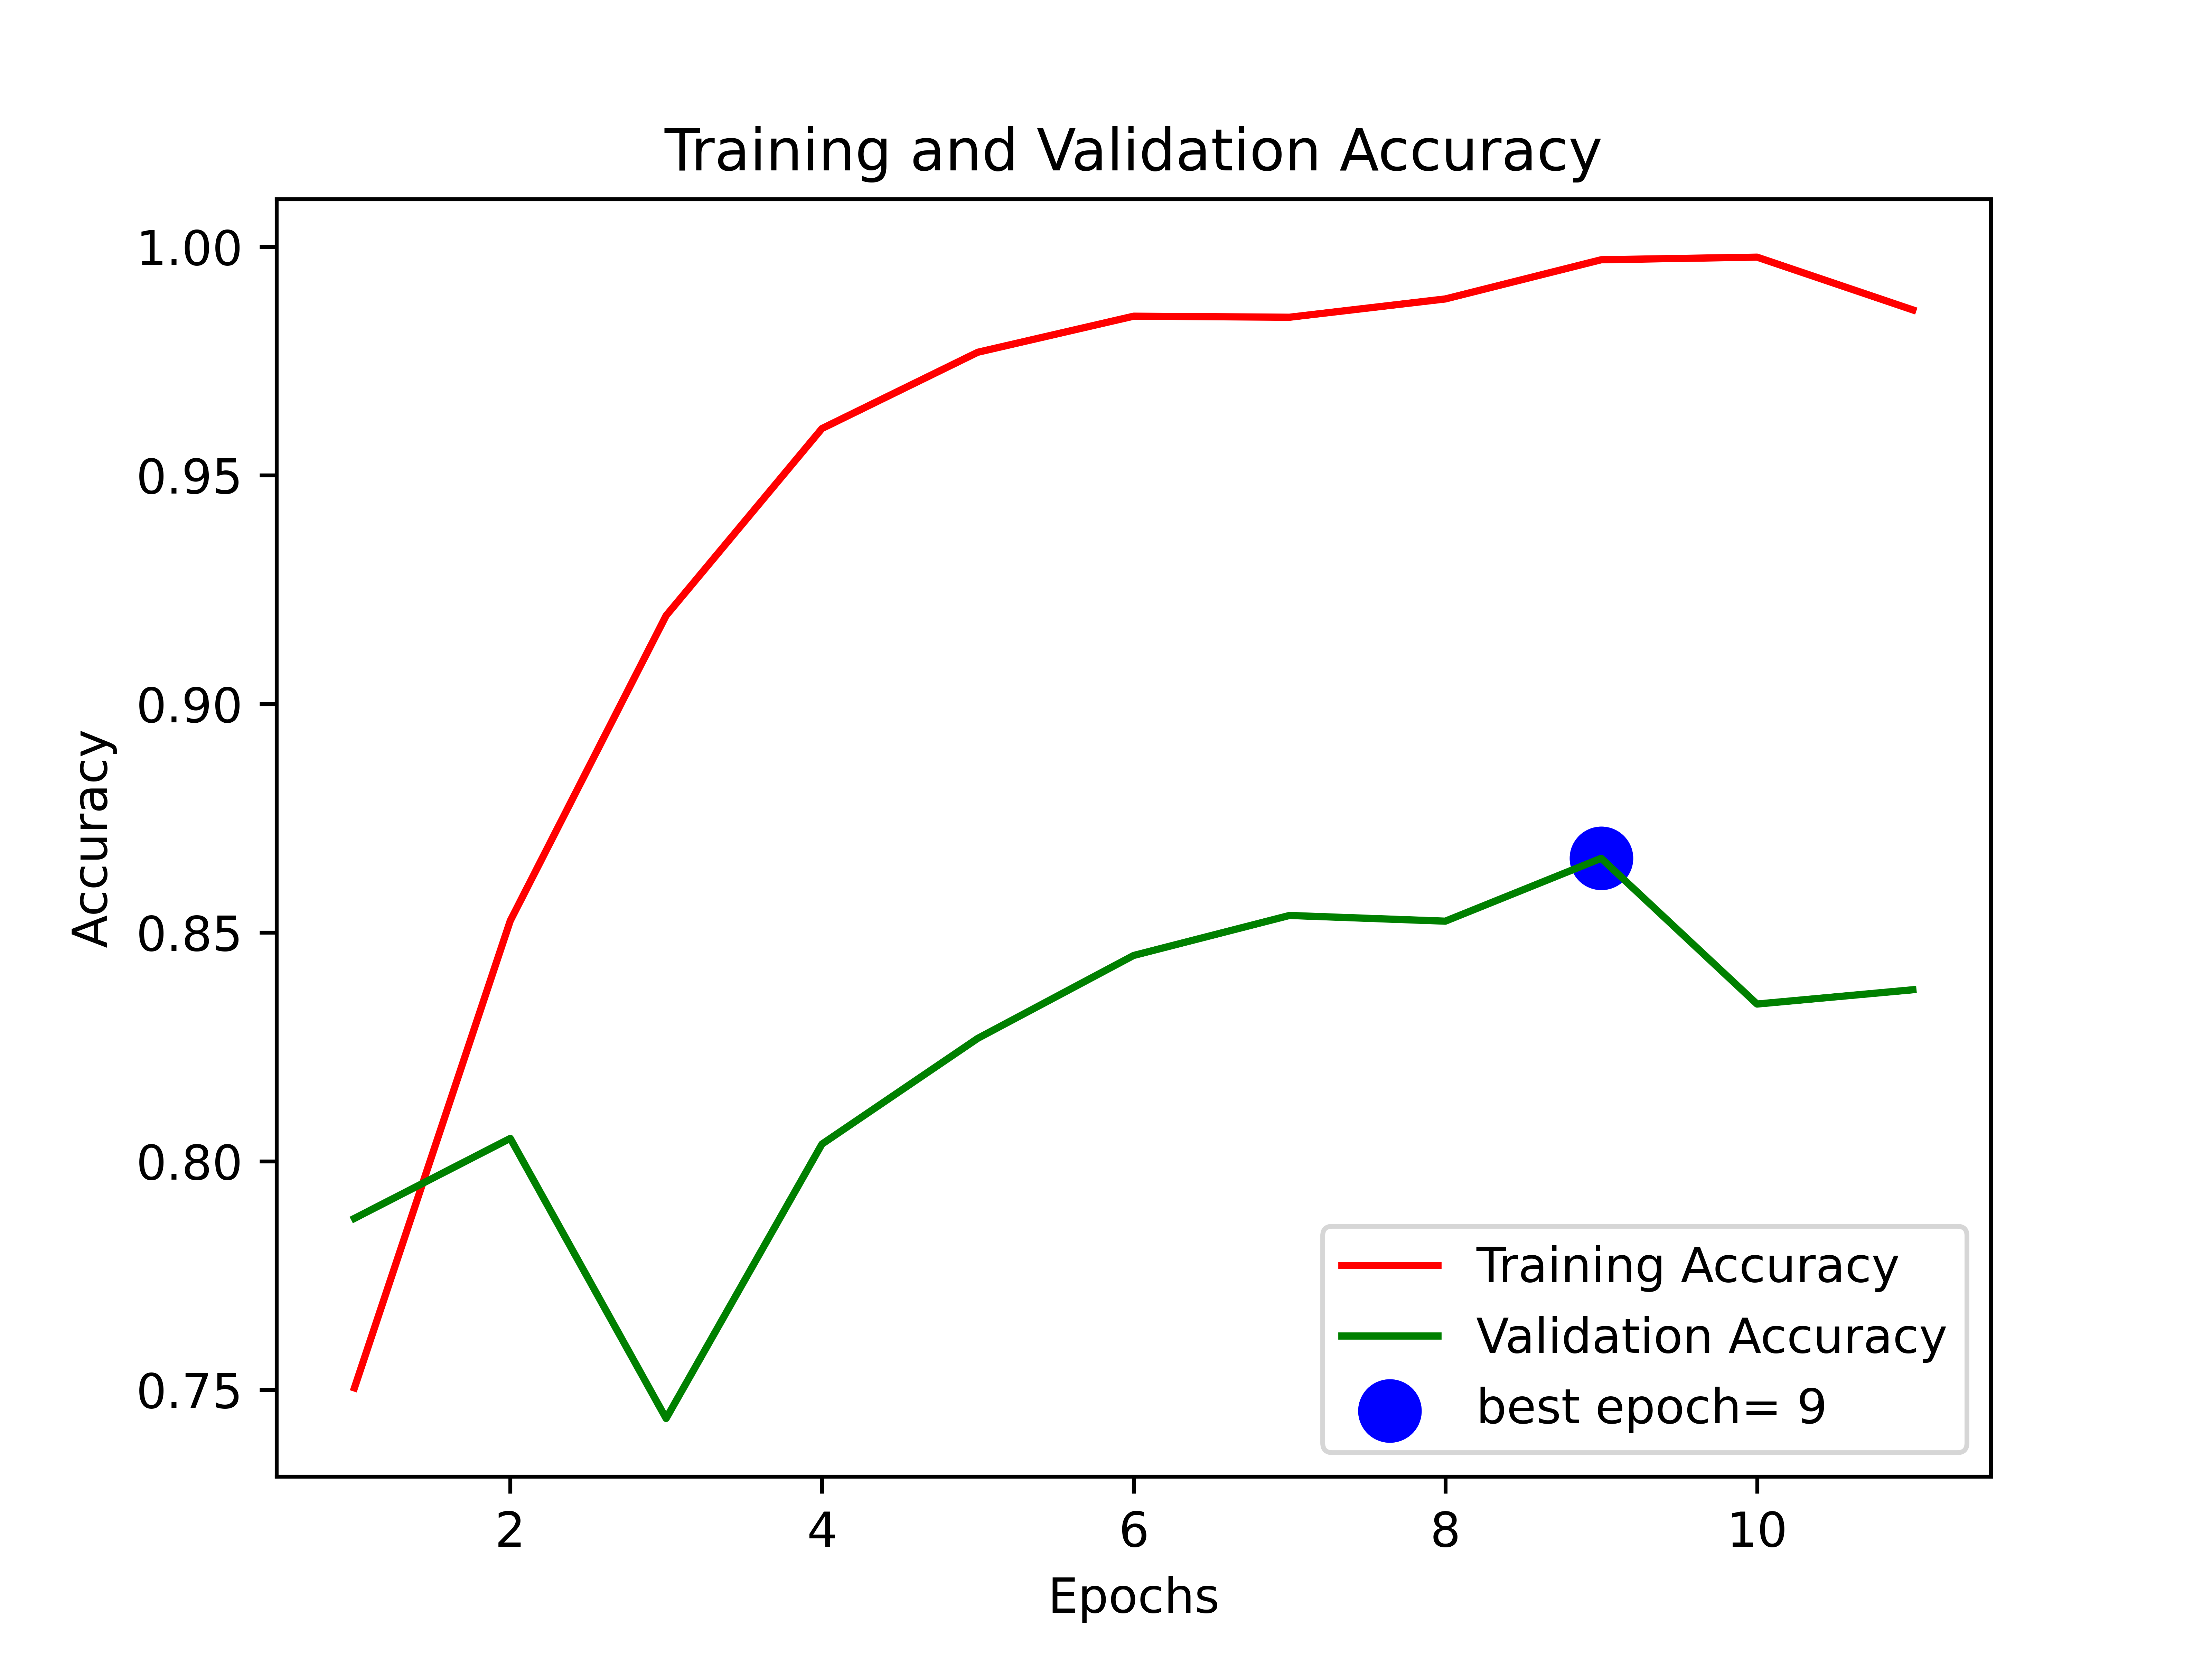 Training and Validation Accuracy
1.00
0.95
0.90
0.85
0.80
0.75
Accuracy
Training Accuracy
Validation Accuracy
best epoch= 9
2 4 6 8 10
Epochs